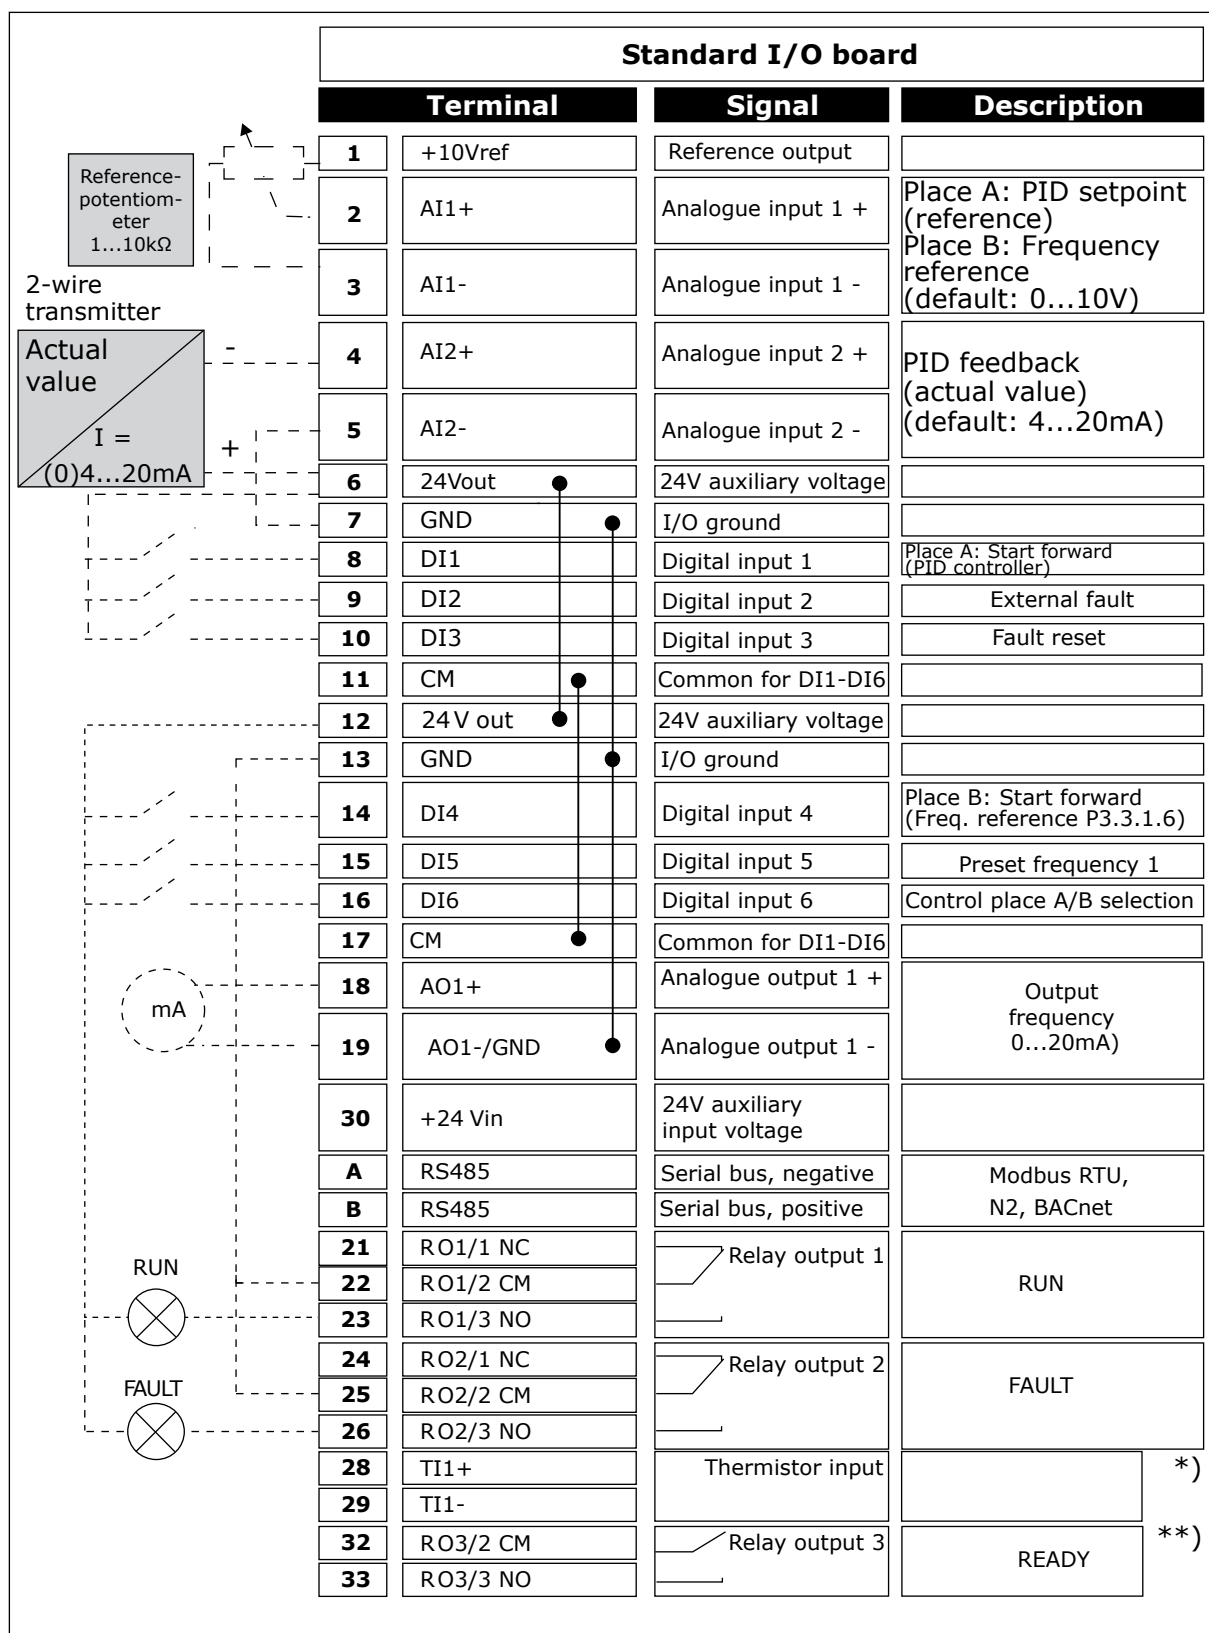 Standard I/O board
Terminal Signal Description
1 +10Vref Reference output
Reference-
potentiom-
eter
1...10kΩ
2 AI1+ Analogue input 1 +
Place A: PID setpoint
(reference)
Place B: Frequency
reference
(default: 0...10V)
3 AI1- Analogue input 1 -
2-wire
transmitter
Actual
value
I =
(0)4...20mA
-
+
4 AI2+ Analogue input 2 +
PID feedback
(actual value)
(default: 4...20mA)
5 AI2- Analogue input 2 -
6 24Vout 24V auxiliary voltage
7 GND I/O ground
8 DI1 Digital input 1
Place A: Start forward
(PID controller)
9 DI2 Digital input 2 External fault
10 DI3 Digital input 3 Fault reset
11 CM Common for DI1-DI6
12 24 V out 24V auxiliary voltage
13 GND I/O ground
14 DI4 Digital input 4
Place B: Start forward
(Freq. reference P3.3.1.6)
15 DI5 Digital input 5 Preset frequency 1
16 DI6 Digital input 6 Control place A/B selection
17 CM Common for DI1-DI6
18 AO1+ Analogue output 1 +
mA
Output
frequency
0...20mA)
19 AO1-/GND Analogue output 1 -
30 +24 Vin
24V auxiliary
input voltage
A RS485 Serial bus, negative
Modbus RTU,
N2, BACnet
B RS485 Serial bus, positive
21 RO1/1 NC Relay output 1
RUN
22 RO1/2 CM RUN
23 RO1/3 NO
24 RO2/1 NC Relay output 2
FAULT
25 RO2/2 CM FAULT
26 RO2/3 NO
28 TI1+ Thermistor input *)
29 TI1-
32 RO3/2 CM Relay output 3 READY **)
33 RO3/3 NO